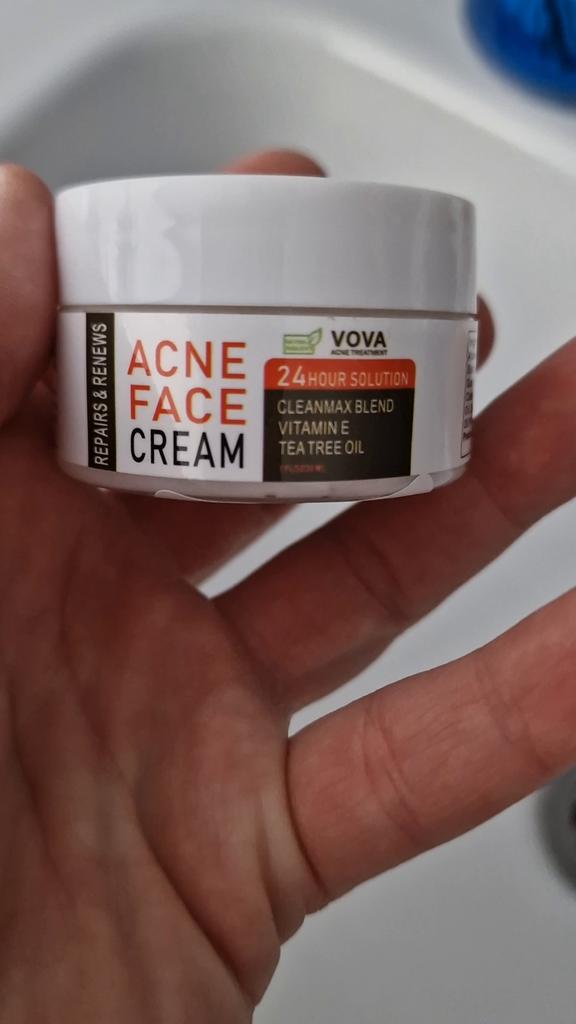 REPAIRS & RENEWS
ACNE
FACE
CREAM
VOVA
ACNE TREATMENT
24 HOUR SOLUTION
CLEANMAX BLEND
VITAMIN E
TEA TREE OIL